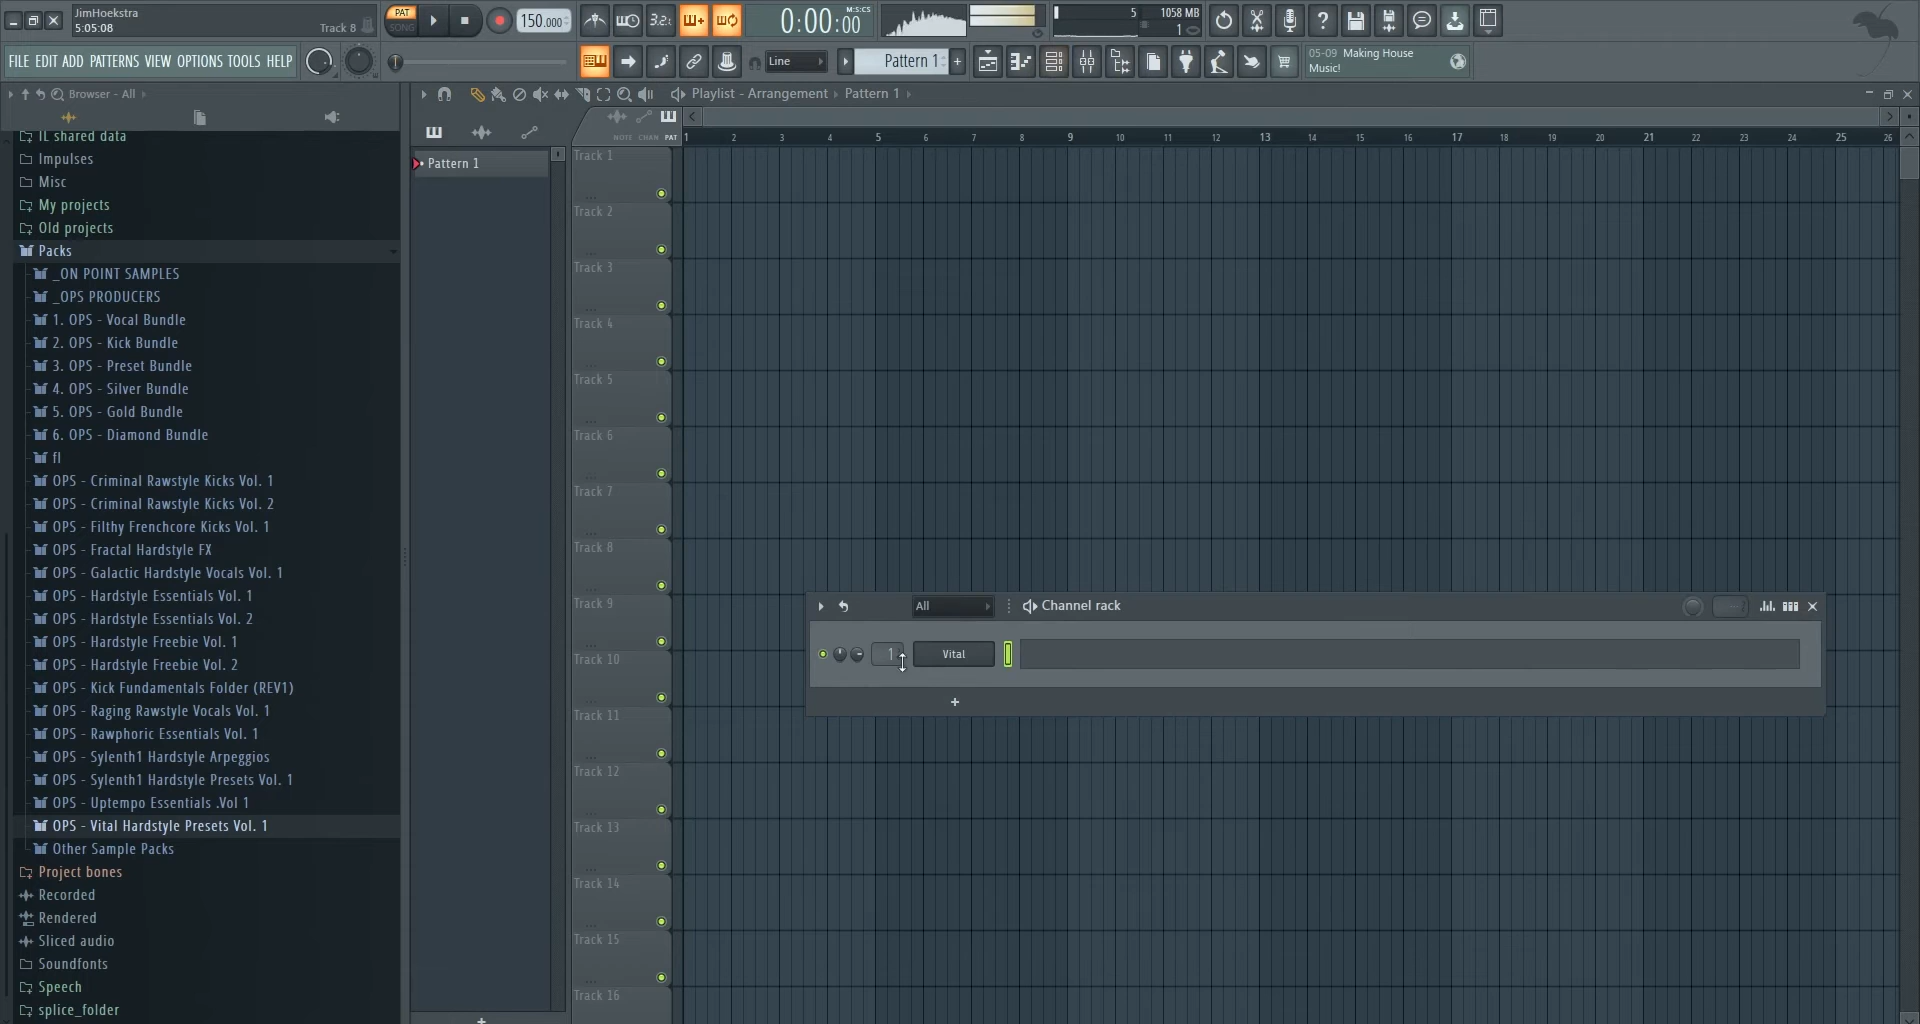 JimHoekstra
5:05:08
Track 8
PAT
SONG
150.000
3.2:
0:00:00
M:S:CS
5
1058 MB
1
FILE EDIT ADD PATTERNS VIEW OPTIONS TOOLS HELP
Line
Pattern 1
+
05-09 Making House
Music!
Browser - All
Playlist - Arrangement
Pattern 1
NOTE CHAN PAT
1 2 3 4 5 6 7 8 9 10 11 12 13 14 15 16 17 18 19 20 21 22 23 24 25 26
IL shared data
Impulses
Misc
My projects
Old projects
Packs
_ON POINT SAMPLES
_OPS PRODUCERS
1. OPS - Vocal Bundle
2. OPS - Kick Bundle
3. OPS - Preset Bundle
4. OPS - Silver Bundle
5. OPS - Gold Bundle
6. OPS - Diamond Bundle
fl
OPS - Criminal Rawstyle Kicks Vol. 1
OPS - Criminal Rawstyle Kicks Vol. 2
OPS - Filthy Frenchcore Kicks Vol. 1
OPS - Fractal Hardstyle FX
OPS - Galactic Hardstyle Vocals Vol. 1
OPS - Hardstyle Essentials Vol. 1
OPS - Hardstyle Essentials Vol. 2
OPS - Hardstyle Freebie Vol. 1
OPS - Hardstyle Freebie Vol. 2
OPS - Kick Fundamentals Folder (REV1)
OPS - Raging Rawstyle Vocals Vol. 1
OPS - Rawphoric Essentials Vol. 1
OPS - Sylenth1 Hardstyle Arpeggios
OPS - Sylenth1 Hardstyle Presets Vol. 1
OPS - Uptempo Essentials .Vol 1
OPS - Vital Hardstyle Presets Vol. 1
Other Sample Packs
Project bones
Recorded
Rendered
Sliced audio
Soundfonts
Speech
splice_folder
Pattern 1
Track 1
Track 2
Track 3
Track 4
Track 5
Track 6
Track 7
Track 8
Track 9
Track 10
Track 11
Track 12
Track 13
Track 14
Track 15
Track 16
All
Channel rack
1
Vital
+